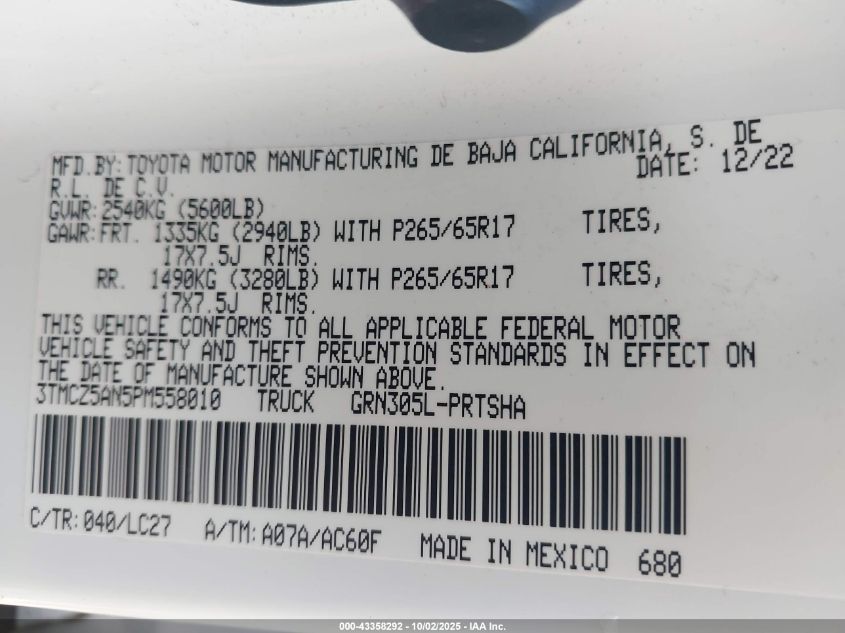 MFD.BY:TOYOTA MOTOR MANUFACTURING DE BAJA CALIFORNIA, S. DE
R.L. DE C.V. DATE: 12/22
GVWR:2540KG (5600LB)
GAWR:FRT. 1335KG (2940LB) WITH P265/65R17 TIRES,
17X7.5J RIMS.
RR. 1490KG (3280LB) WITH P265/65R17 TIRES,
17X7.5J RIMS.
THIS VEHICLE CONFORMS TO ALL APPLICABLE FEDERAL MOTOR
VEHICLE SAFETY AND THEFT PREVENTION STANDARDS IN EFFECT ON
THE DATE OF MANUFACTURE SHOWN ABOVE.
3TMCZ5AN5PM558010 TRUCK GRN305L-PRTSHA
C/TR:040/LC27 A/TM:A07A/AC60F MADE IN MEXICO 680
000-43358292 - 10/02/2025 - IAA Inc.